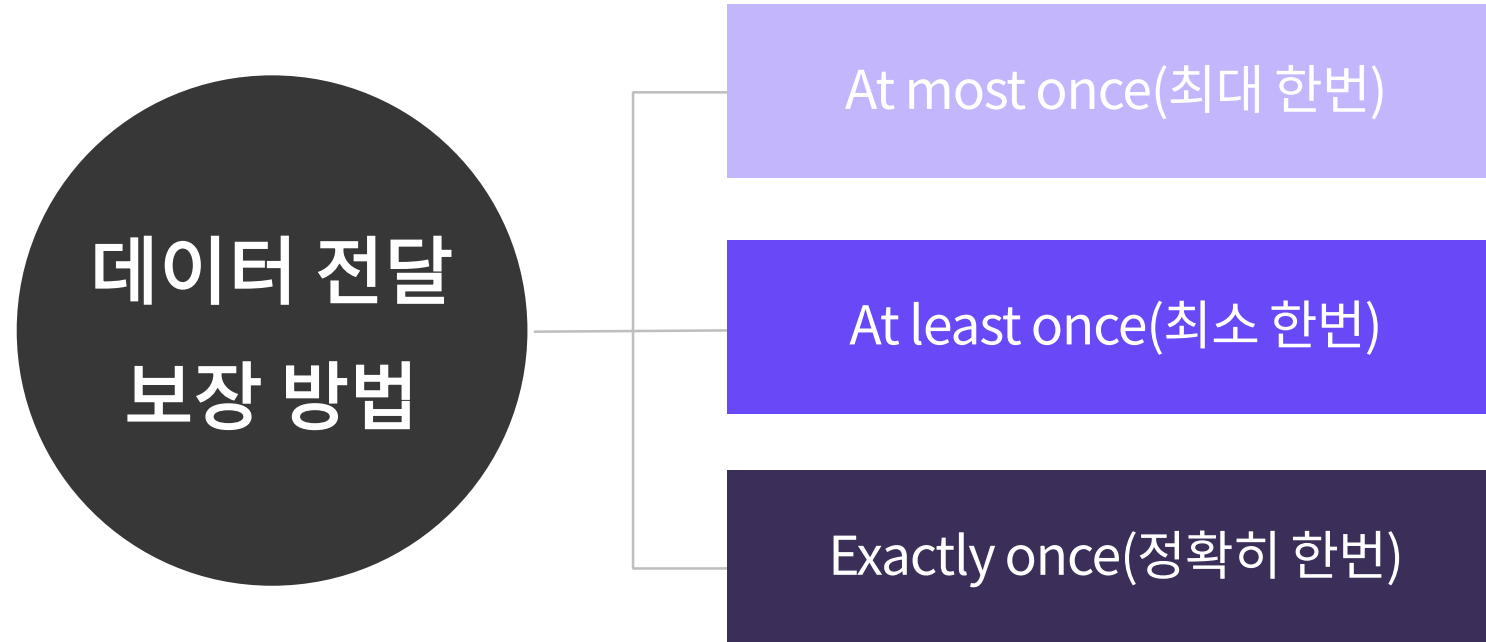 데이터 전달
보장 방법
At most once(최대 한번)
At least once(최소 한번)
Exactly once(정확히 한번)